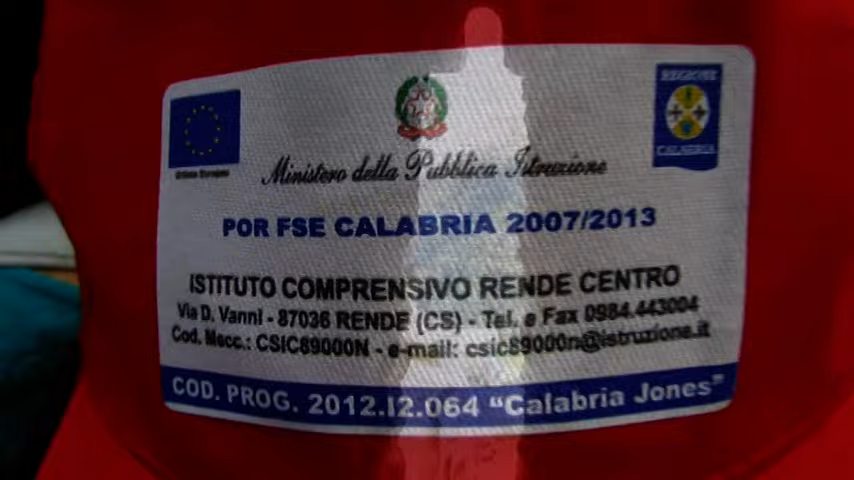 REGIONE
CALABRIA
Unione Europea
Ministero della Pubblica Istruzione
POR FSE CALABRIA 2007/2013
ISTITUTO COMPRENSIVO RENDE CENTRO
Via D. Vanni - 87036 RENDE (CS) - Tel. e Fax 0984.443004
Cod. Mecc.: CSIC89000N - e-mail: csic89000n@istruzione.it
COD. PROG. 2012.I2.064 “Calabria Jones”